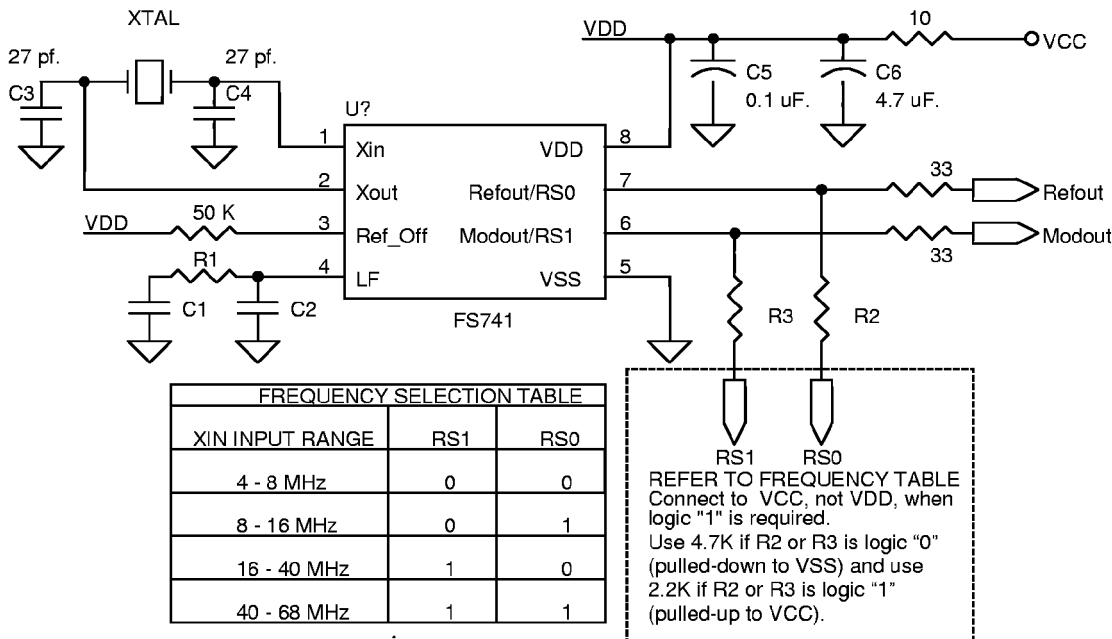 XTAL
VDD
10
VCC
27 pf.
27 pf.
C3
C4
C5
0.1 uF.
C6
4.7 uF.
U?
1
Xin
VDD
8
2
Xout
Refout/RS0
7
33
Refout
VDD
50 K
3
Ref_Off
Modout/RS1
6
Modout
33
R1
4
LF
VSS
5
C1
C2
FS741
R3
R2
FREQUENCY SELECTION TABLE
XIN INPUT RANGE RS1 RS0
4 - 8 MHz 0 0
8 - 16 MHz 0 1
16 - 40 MHz 1 0
40 - 68 MHz 1 1
RS1 RS0
REFER TO FREQUENCY TABLE
Connect to VCC, not VDD, when
logic "1" is required.
Use 4.7K if R2 or R3 is logic “0”
(pulled-down to VSS) and use
2.2K if R2 or R3 is logic “1”
(pulled-up to VCC).